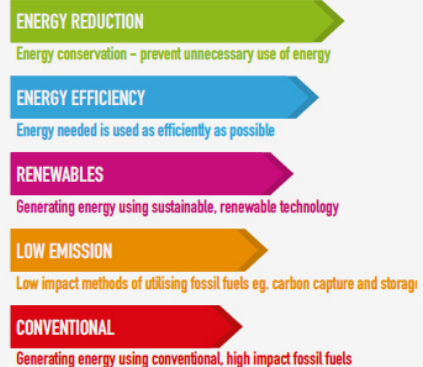 ENERGY REDUCTION
Energy conservation – prevent unnecessary use of energy
ENERGY EFFICIENCY
Energy needed is used as efficiently as possible
RENEWABLES
Generating energy using sustainable, renewable technology
LOW EMISSION
Low impact methods of utilising fossil fuels eg. carbon capture and storag
CONVENTIONAL
Generating energy using conventional, high impact fossil fuels